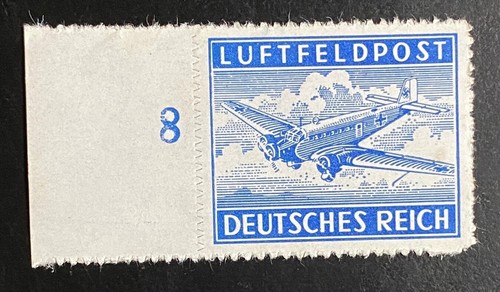 LUFTFELDPOST
8
DEUTSCHES REICH